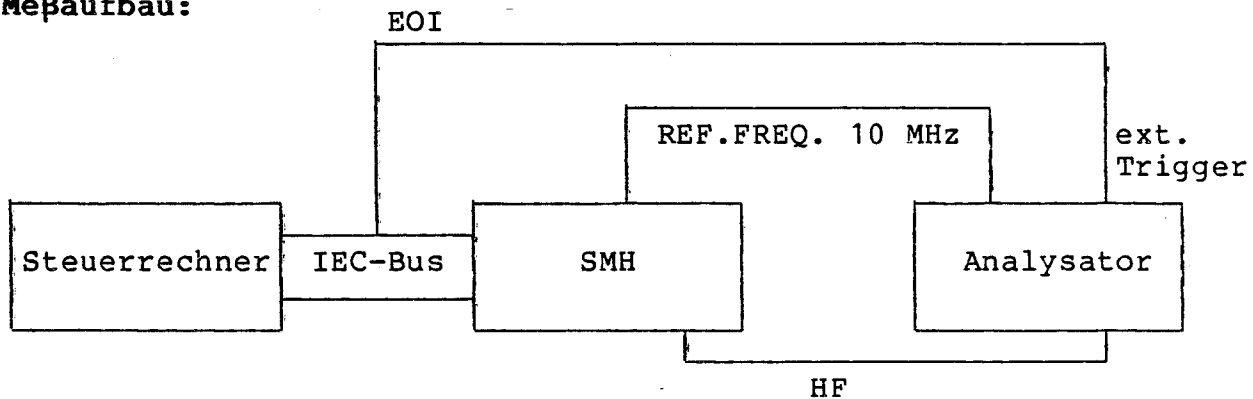 Meßaufbau:
EOI
REF.FREQ. 10 MHz
ext.
Trigger
Steuerrechner
IEC-Bus
SMH
Analysator
HF